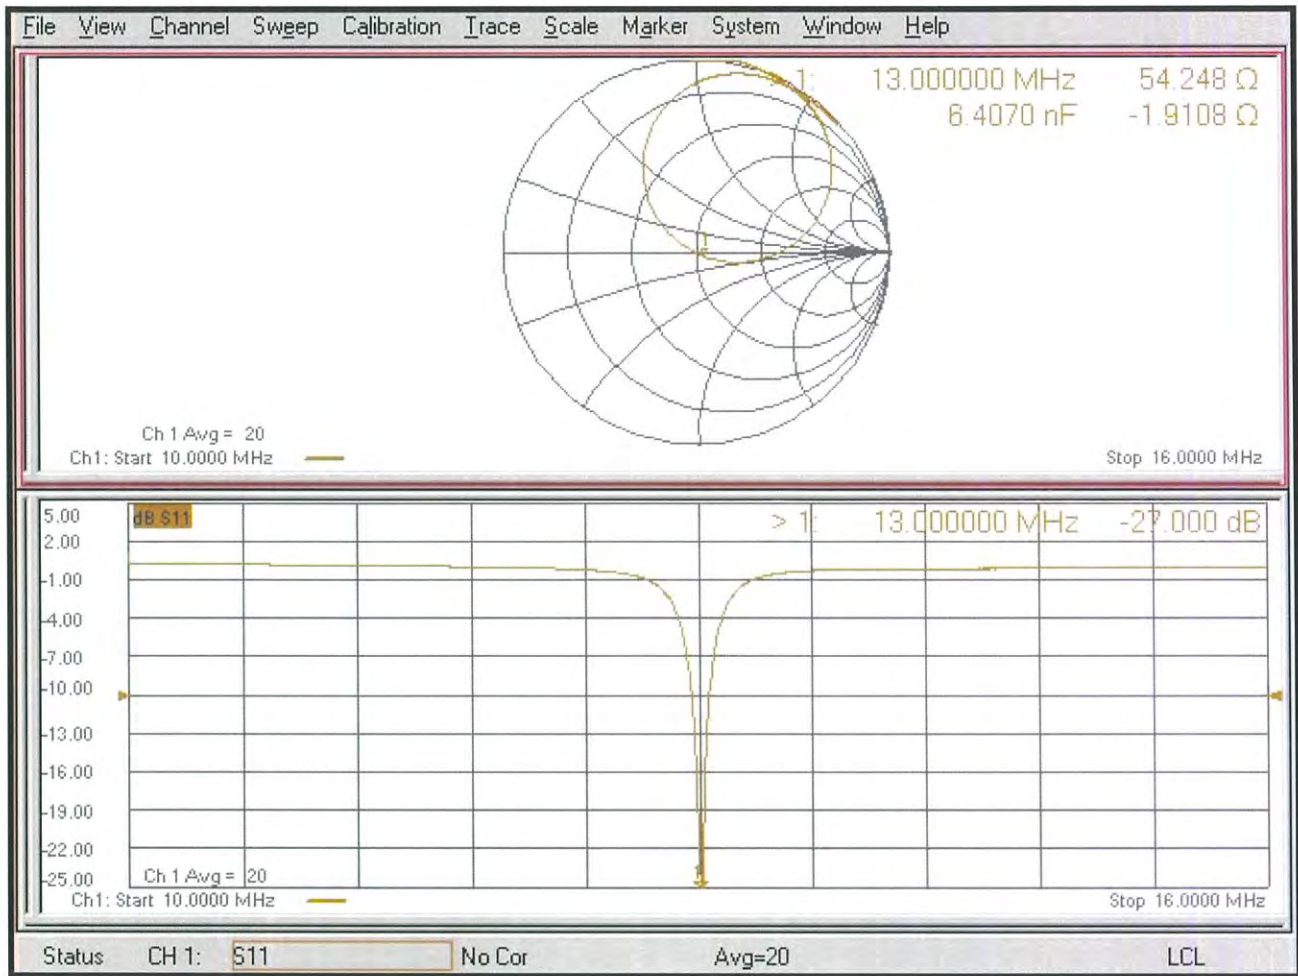 File View Channel Sweep Calibration Trace Scale Marker System Window Help
> 1: 13.000000 MHz 54.248 Ω
6.4070 nF -1.9108 Ω
1
Ch 1 Avg = 20
Ch1: Start 10.0000 MHz
Stop 16.0000 MHz
5.00
dB S11
> 1: 13.000000 MHz -27.000 dB
2.00
-1.00
-4.00
-7.00
-10.00
-13.00
-16.00
-19.00
-22.00
-25.00
1
Ch 1 Avg = 20
Ch1: Start 10.0000 MHz
Stop 16.0000 MHz
Status CH 1: S11 No Cor Avg=20 LCL